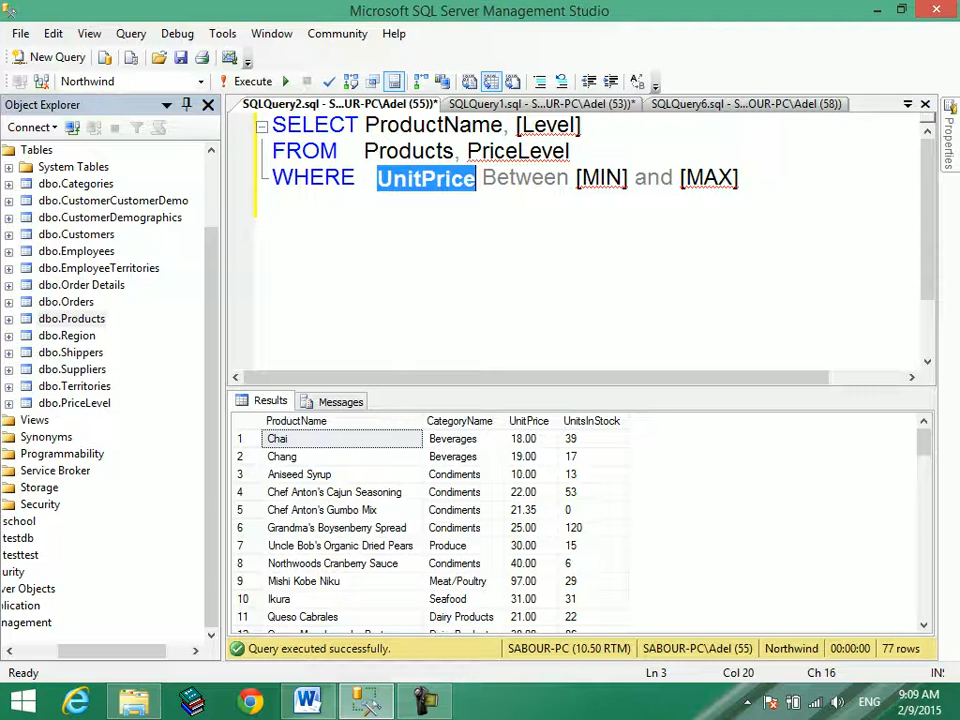 Microsoft SQL Server Management Studio
File Edit View Query Debug Tools Window Community Help
New Query
Northwind Execute
Object Explorer
SQLQuery2.sql - S...UR-PC\Adel (55))* SQLQuery1.sql - S...UR-PC\Adel (53))* SQLQuery6.sql - S...OUR-PC\Adel (58))
Properties
Connect
Tables
System Tables
dbo.Categories
dbo.CustomerCustomerDemo
dbo.CustomerDemographics
dbo.Customers
dbo.Employees
dbo.EmployeeTerritories
dbo.Order Details
dbo.Orders
dbo.Products
dbo.Region
dbo.Shippers
dbo.Suppliers
dbo.Territories
dbo.PriceLevel
Views
Synonyms
Programmability
Service Broker
Storage
Security
school
testdb
testtest
urity
ver Objects
plication
nagement
SELECT ProductName, [Level]
FROM Products, PriceLevel
WHERE UnitPrice Between [MIN] and [MAX]
Results Messages
ProductName CategoryName UnitPrice UnitsInStock
1 Chai Beverages 18.00 39
2 Chang Beverages 19.00 17
3 Aniseed Syrup Condiments 10.00 13
4 Chef Anton's Cajun Seasoning Condiments 22.00 53
5 Chef Anton's Gumbo Mix Condiments 21.35 0
6 Grandma's Boysenberry Spread Condiments 25.00 120
7 Uncle Bob's Organic Dried Pears Produce 30.00 15
8 Northwoods Cranberry Sauce Condiments 40.00 6
9 Mishi Kobe Niku Meat/Poultry 97.00 29
10 Ikura Seafood 31.00 31
11 Queso Cabrales Dairy Products 21.00 22
Query executed successfully. SABOUR-PC (10.50 RTM) SABOUR-PC\Adel (55) Northwind 00:00:00 77 rows
Ready Ln 3 Col 20 Ch 16 INS
ENG
9:09 AM
2/9/2015